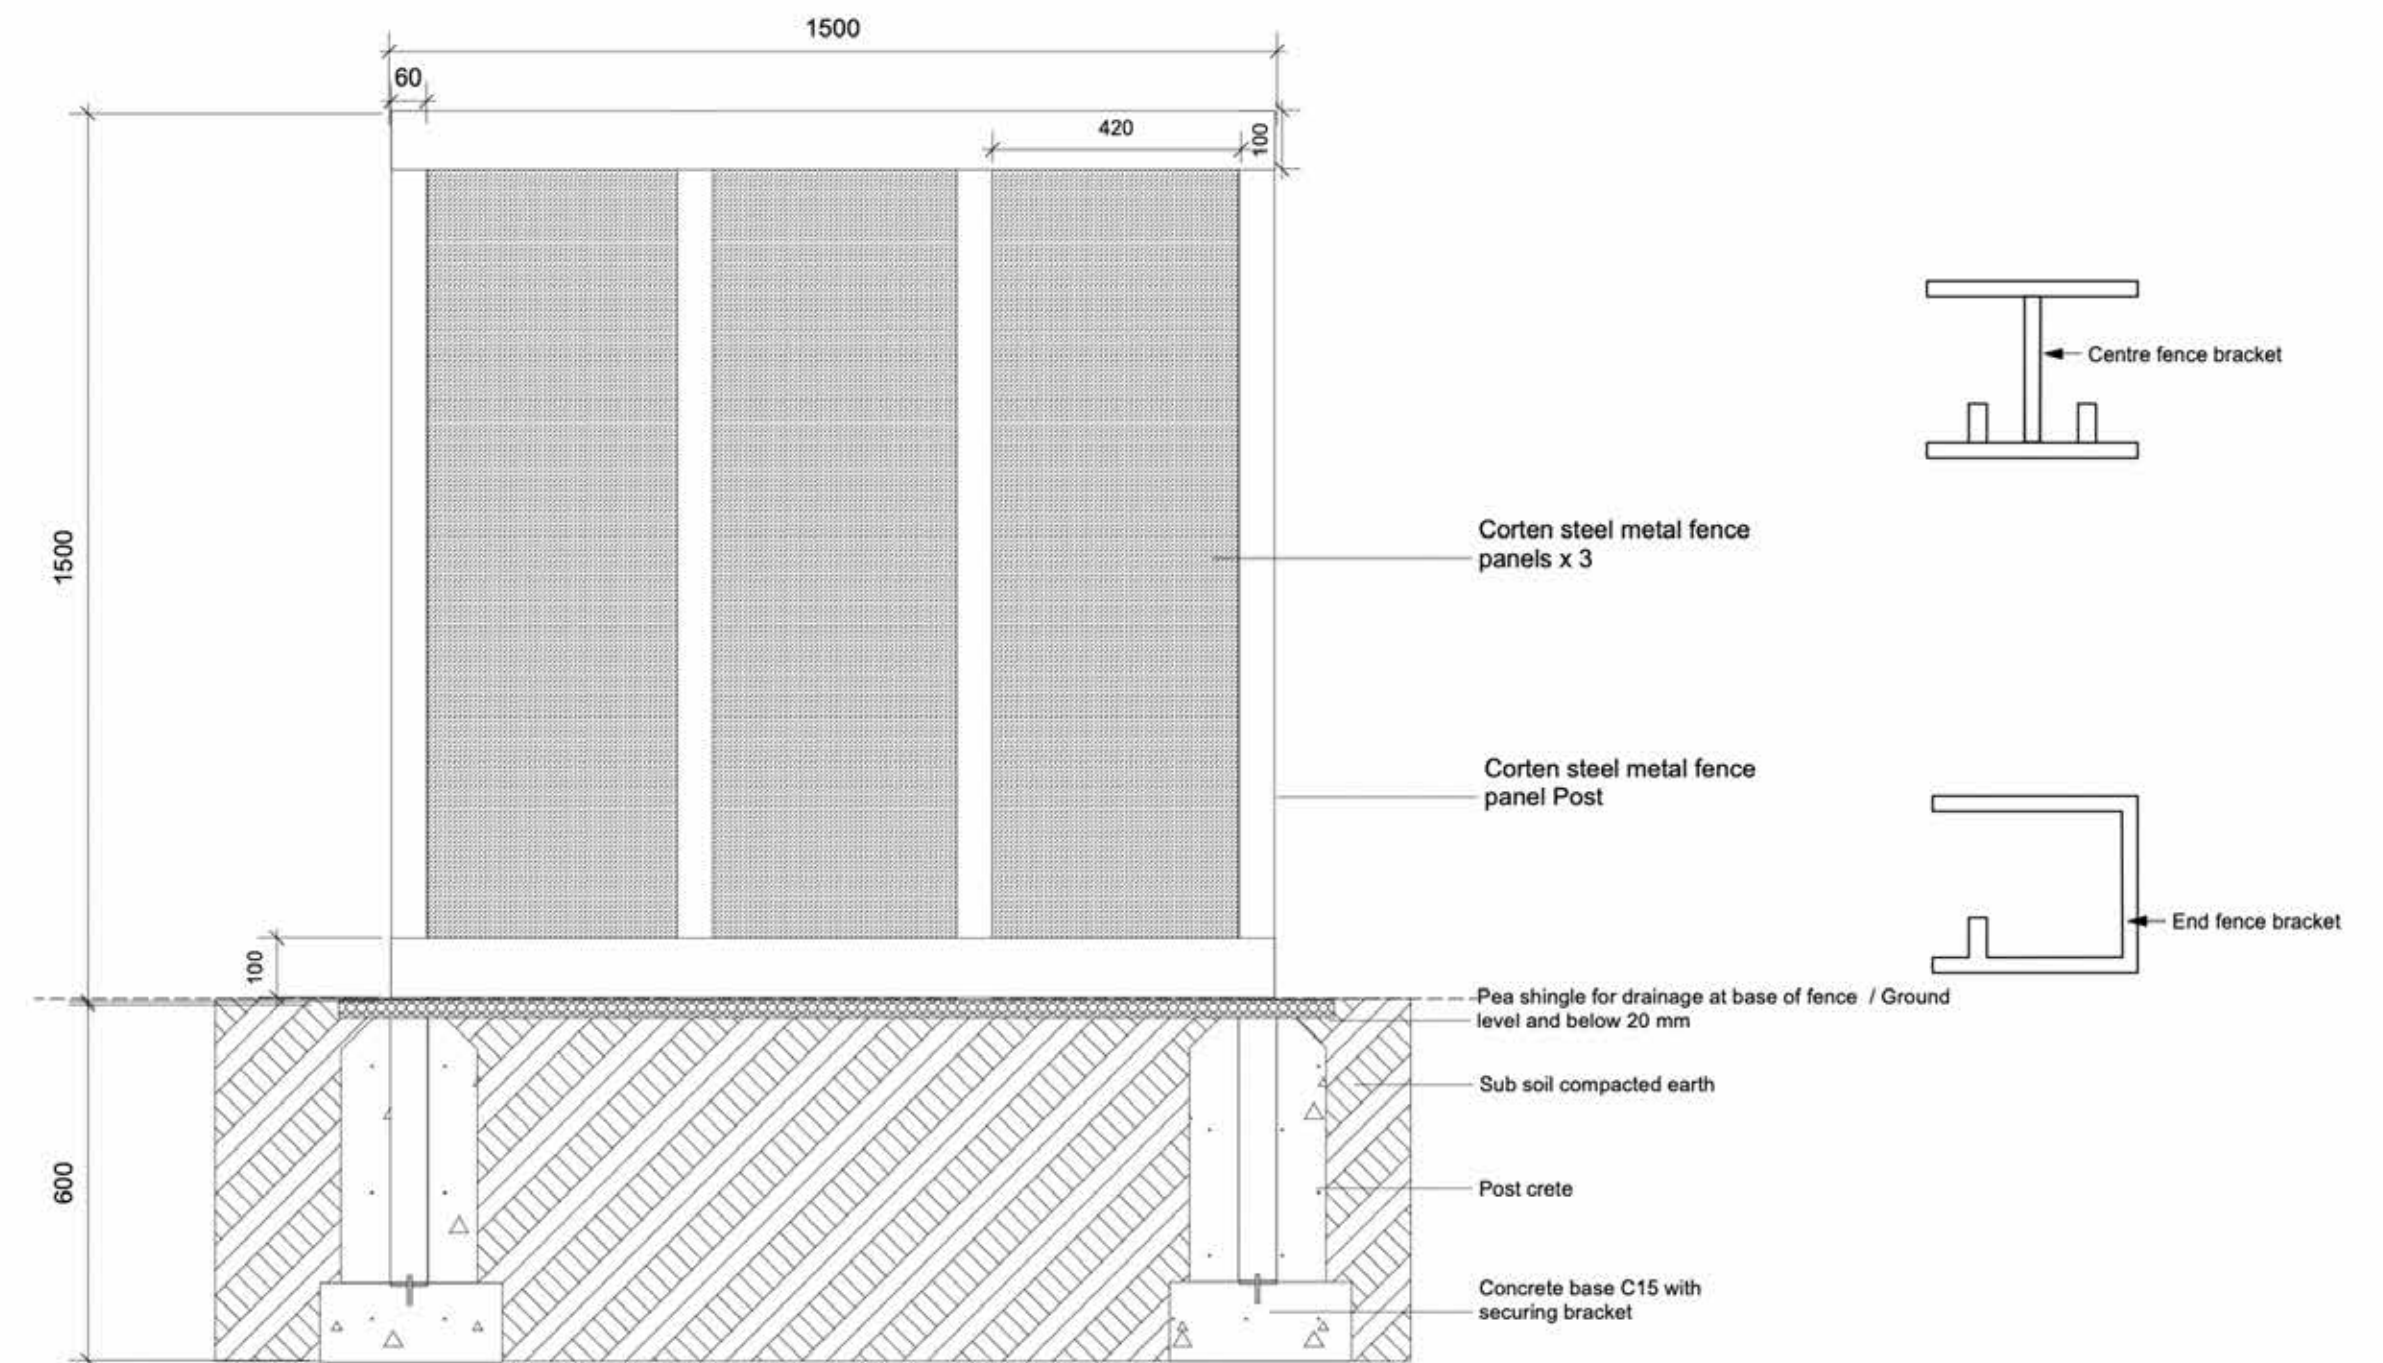 1500
60
420
100
1500
Centre fence bracket
Corten steel metal fence
panels x 3
Corten steel metal fence
panel Post
End fence bracket
100
Pea shingle for drainage at base of fence / Ground
level and below 20 mm
Sub soil compacted earth
600
Post crete
Concrete base C15 with
securing bracket